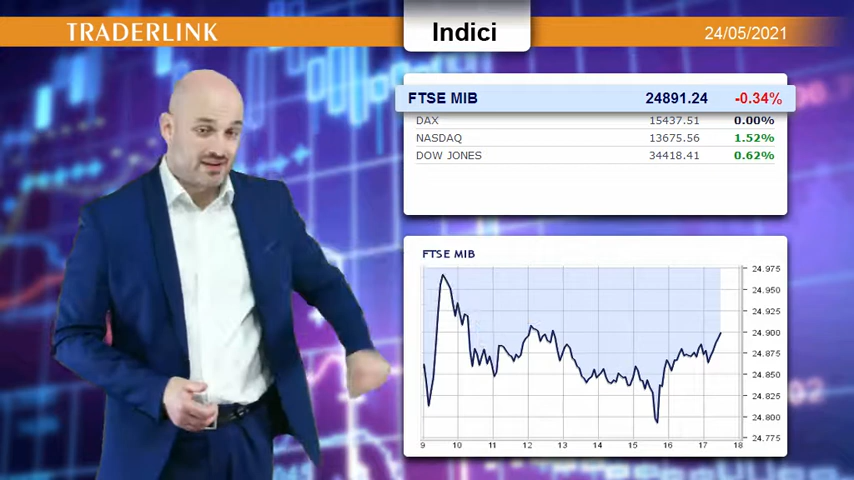 TRADERLINK
Indici
24/05/2021
FTSE MIB 24891.24 -0.34%
DAX 15437.51 0.00%
NASDAQ 13675.56 1.52%
DOW JONES 34418.41 0.62%
FTSE MIB
24.975
24.950
24.925
24.900
24.875
24.850
24.825
24.800
24.775
9 10 11 12 13 14 15 16 17 18